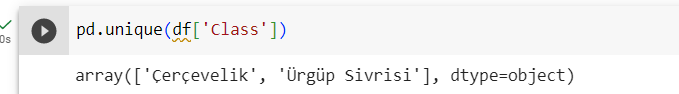 0s
pd.unique(df['Class'])
array(['Çerçevelik', 'Ürgüp Sivrisi'], dtype=object)